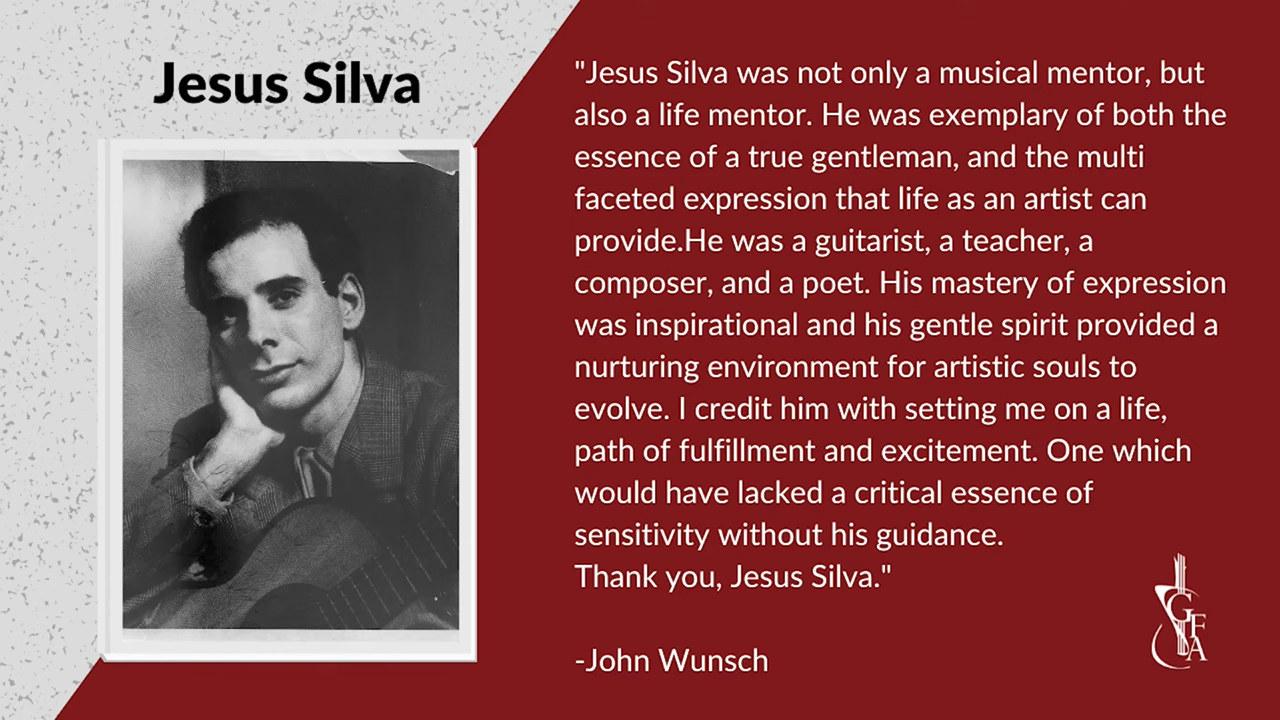 Jesus Silva
"Jesus Silva was not only a musical mentor, but
also a life mentor. He was exemplary of both the
essence of a true gentleman, and the multi
faceted expression that life as an artist can
provide.He was a guitarist, a teacher, a
composer, and a poet. His mastery of expression
was inspirational and his gentle spirit provided a
nurturing environment for artistic souls to
evolve. I credit him with setting me on a life,
path of fulfillment and excitement. One which
would have lacked a critical essence of
sensitivity without his guidance.
Thank you, Jesus Silva."
-John Wunsch
GFA